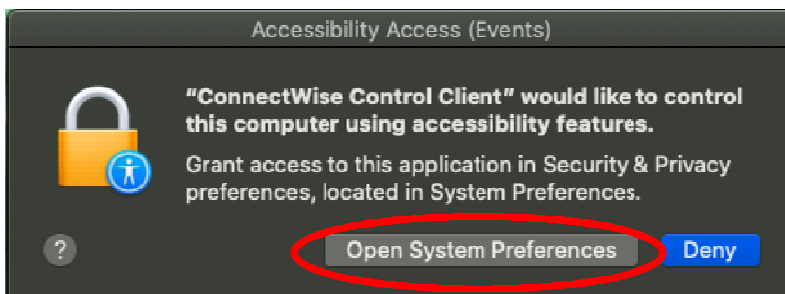 Accessibility Access (Events)
“ConnectWise Control Client” would like to control
this computer using accessibility features.
Grant access to this application in Security & Privacy
preferences, located in System Preferences.
? Open System Preferences Deny